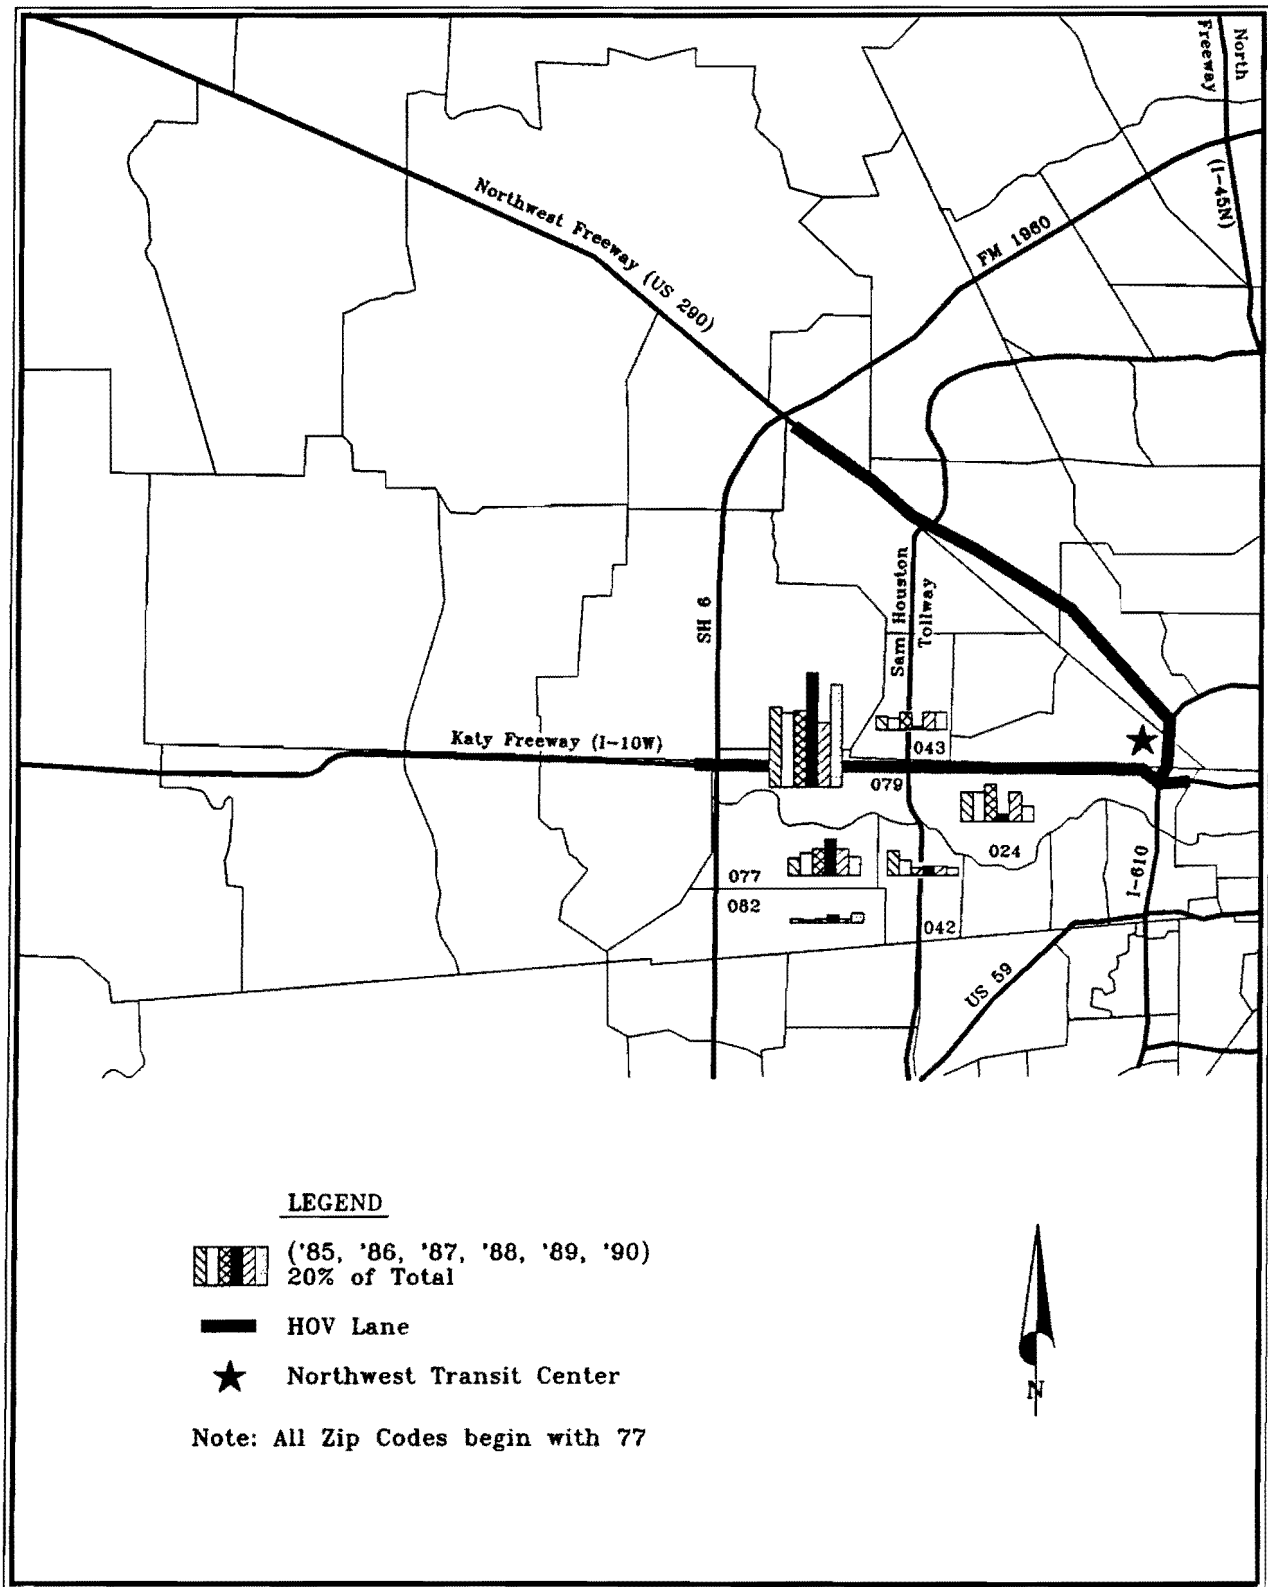 North
Freeway
(I-45N)
Northwest Freeway (US 290)
FM 1960
Sam Houston
Tollway
SH 6
Katy Freeway (I-10W)
043
079
024
077
082
042
I-610
US 59
LEGEND
('85, '86, '87, '88, '89, '90)
20% of Total
HOV Lane
Northwest Transit Center
N
Note: All Zip Codes begin with 77